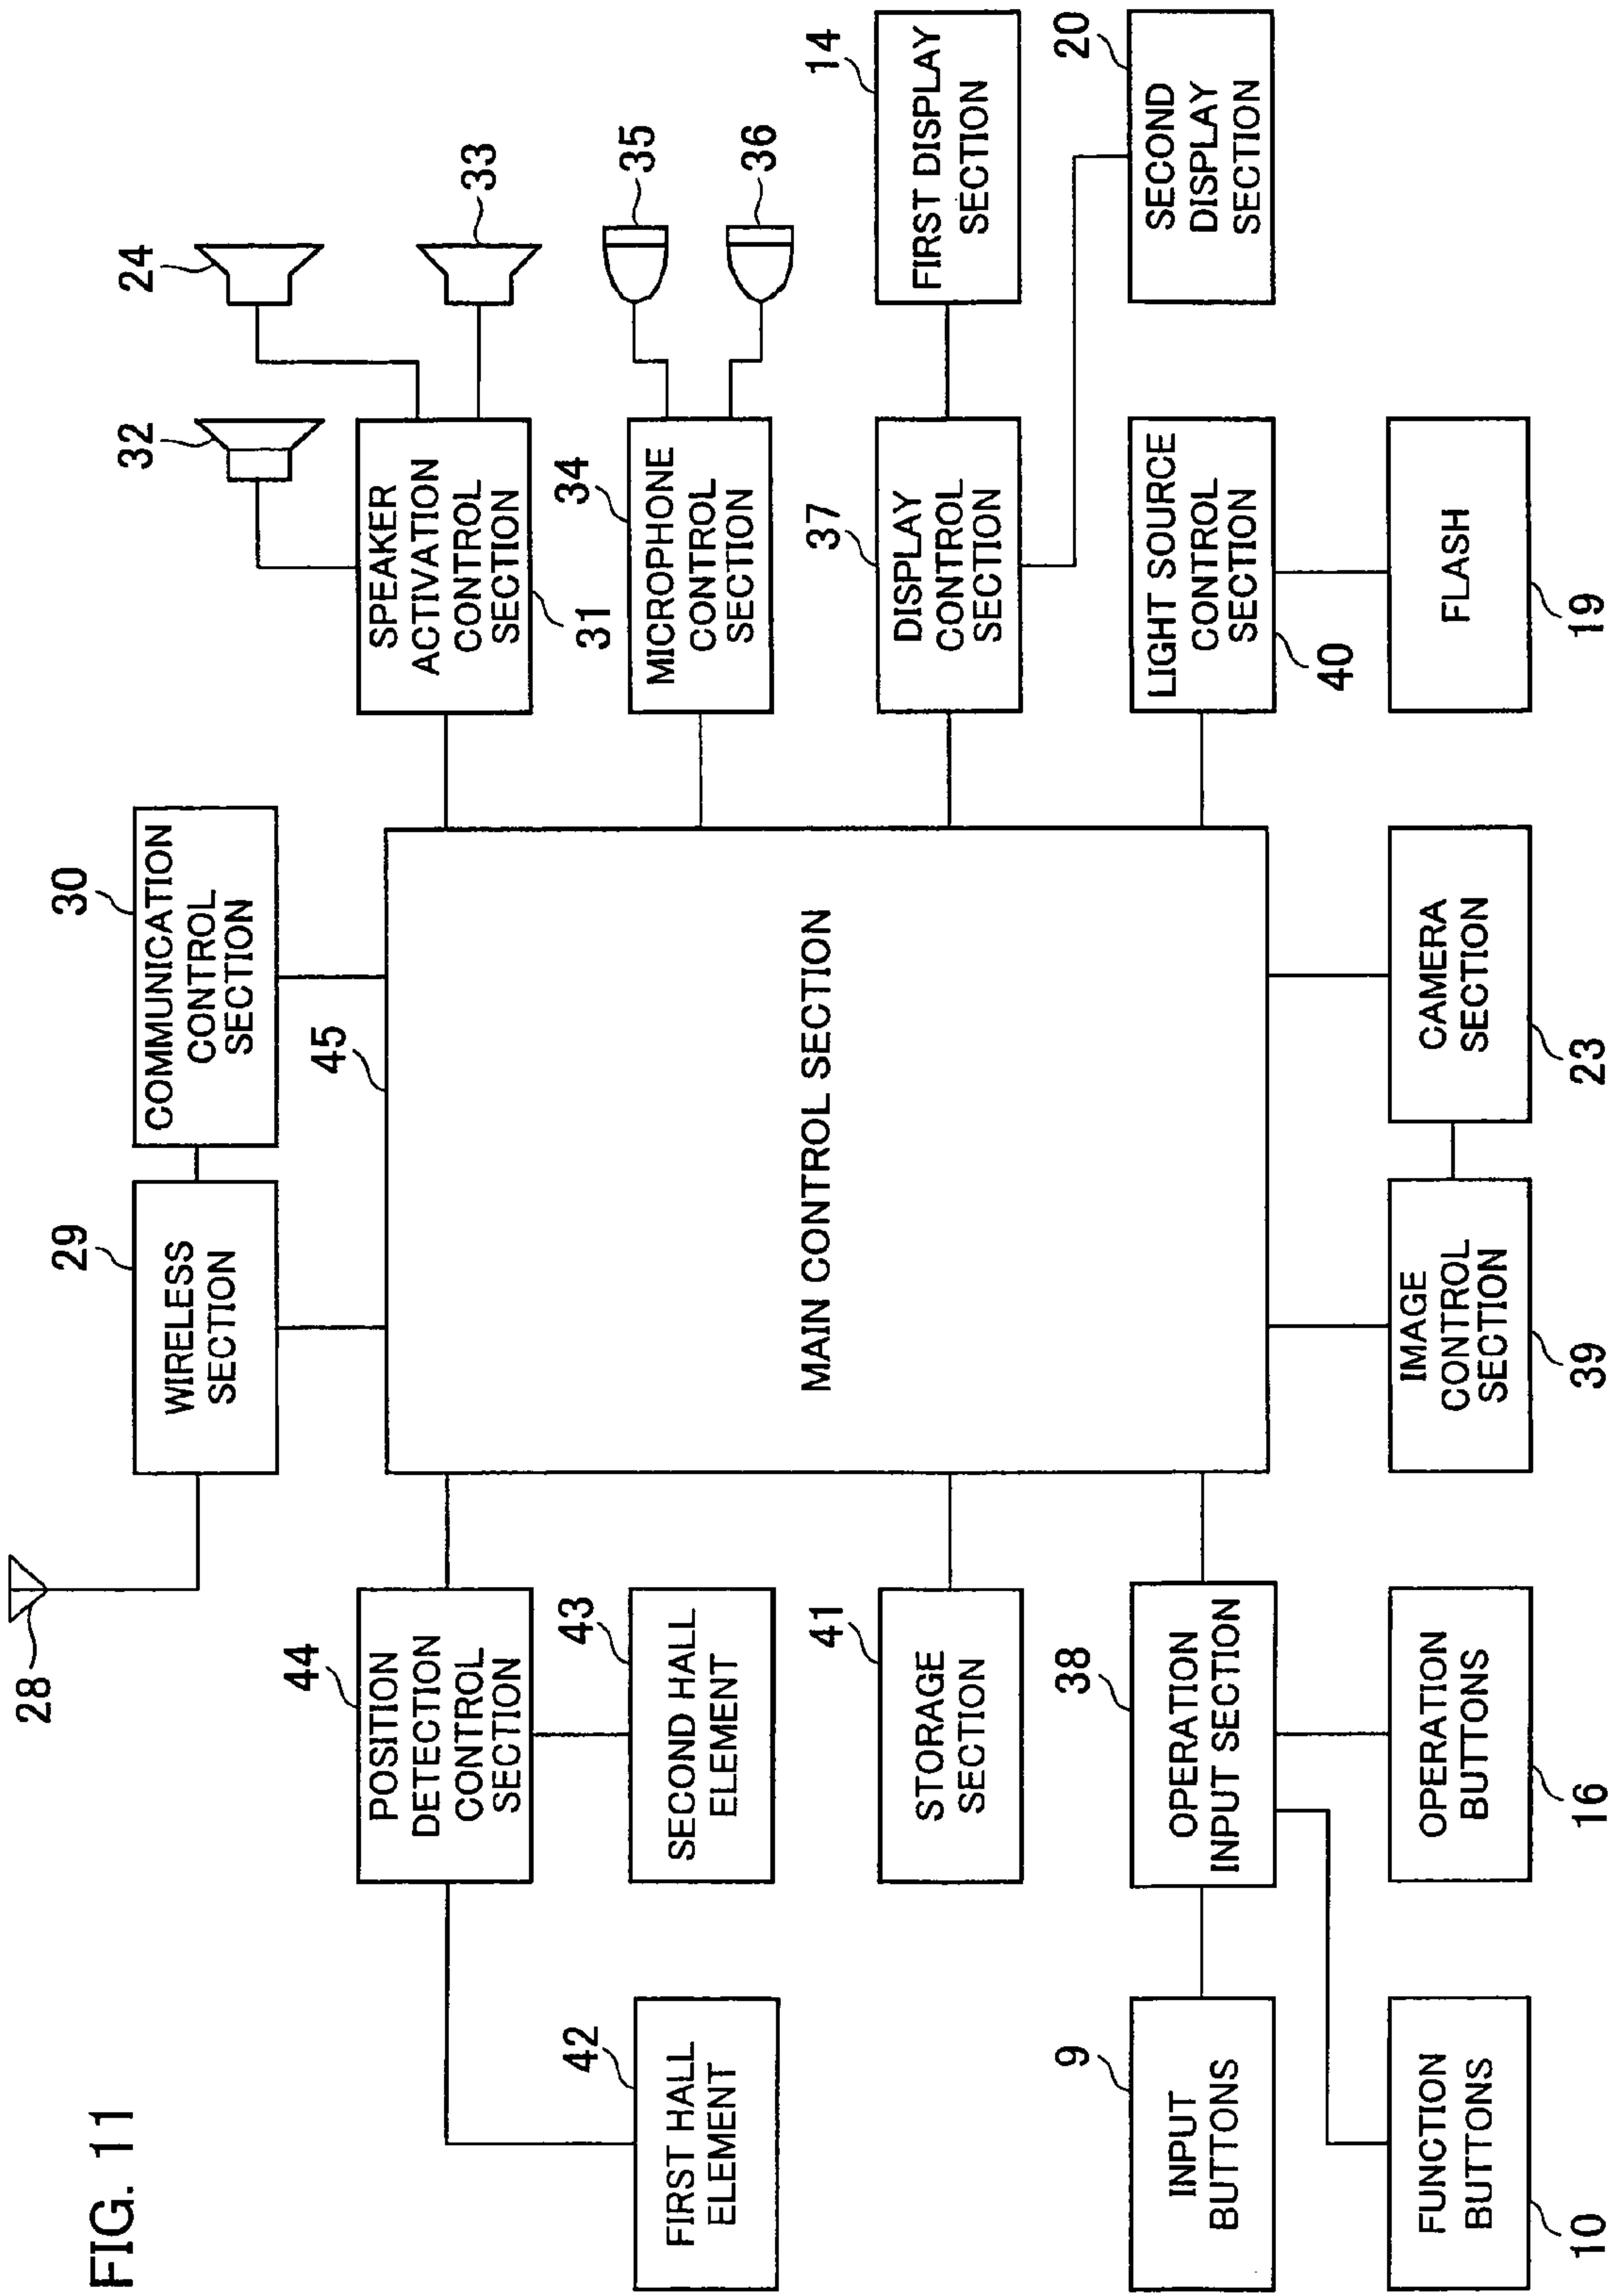 FIG. 11
28
29
WIRELESS
SECTION
30
COMMUNICATION
CONTROL
SECTION
32
24
33
44
POSITION
DETECTION
CONTROL
SECTION
45
MAIN CONTROL SECTION
SPEAKER
ACTIVATION
CONTROL
SECTION
31
42
FIRST HALL
ELEMENT
43
SECOND HALL
ELEMENT
34
MICROPHONE
CONTROL
SECTION
35
36
41
STORAGE
SECTION
37
DISPLAY
CONTROL
SECTION
14
FIRST DISPLAY
SECTION
9
INPUT
BUTTONS
38
OPERATION
INPUT SECTION
LIGHT SOURCE
CONTROL
SECTION
40
20
SECOND
DISPLAY
SECTION
FUNCTION
BUTTONS
10
OPERATION
BUTTONS
16
IMAGE
CONTROL
SECTION
39
CAMERA
SECTION
23
FLASH
19